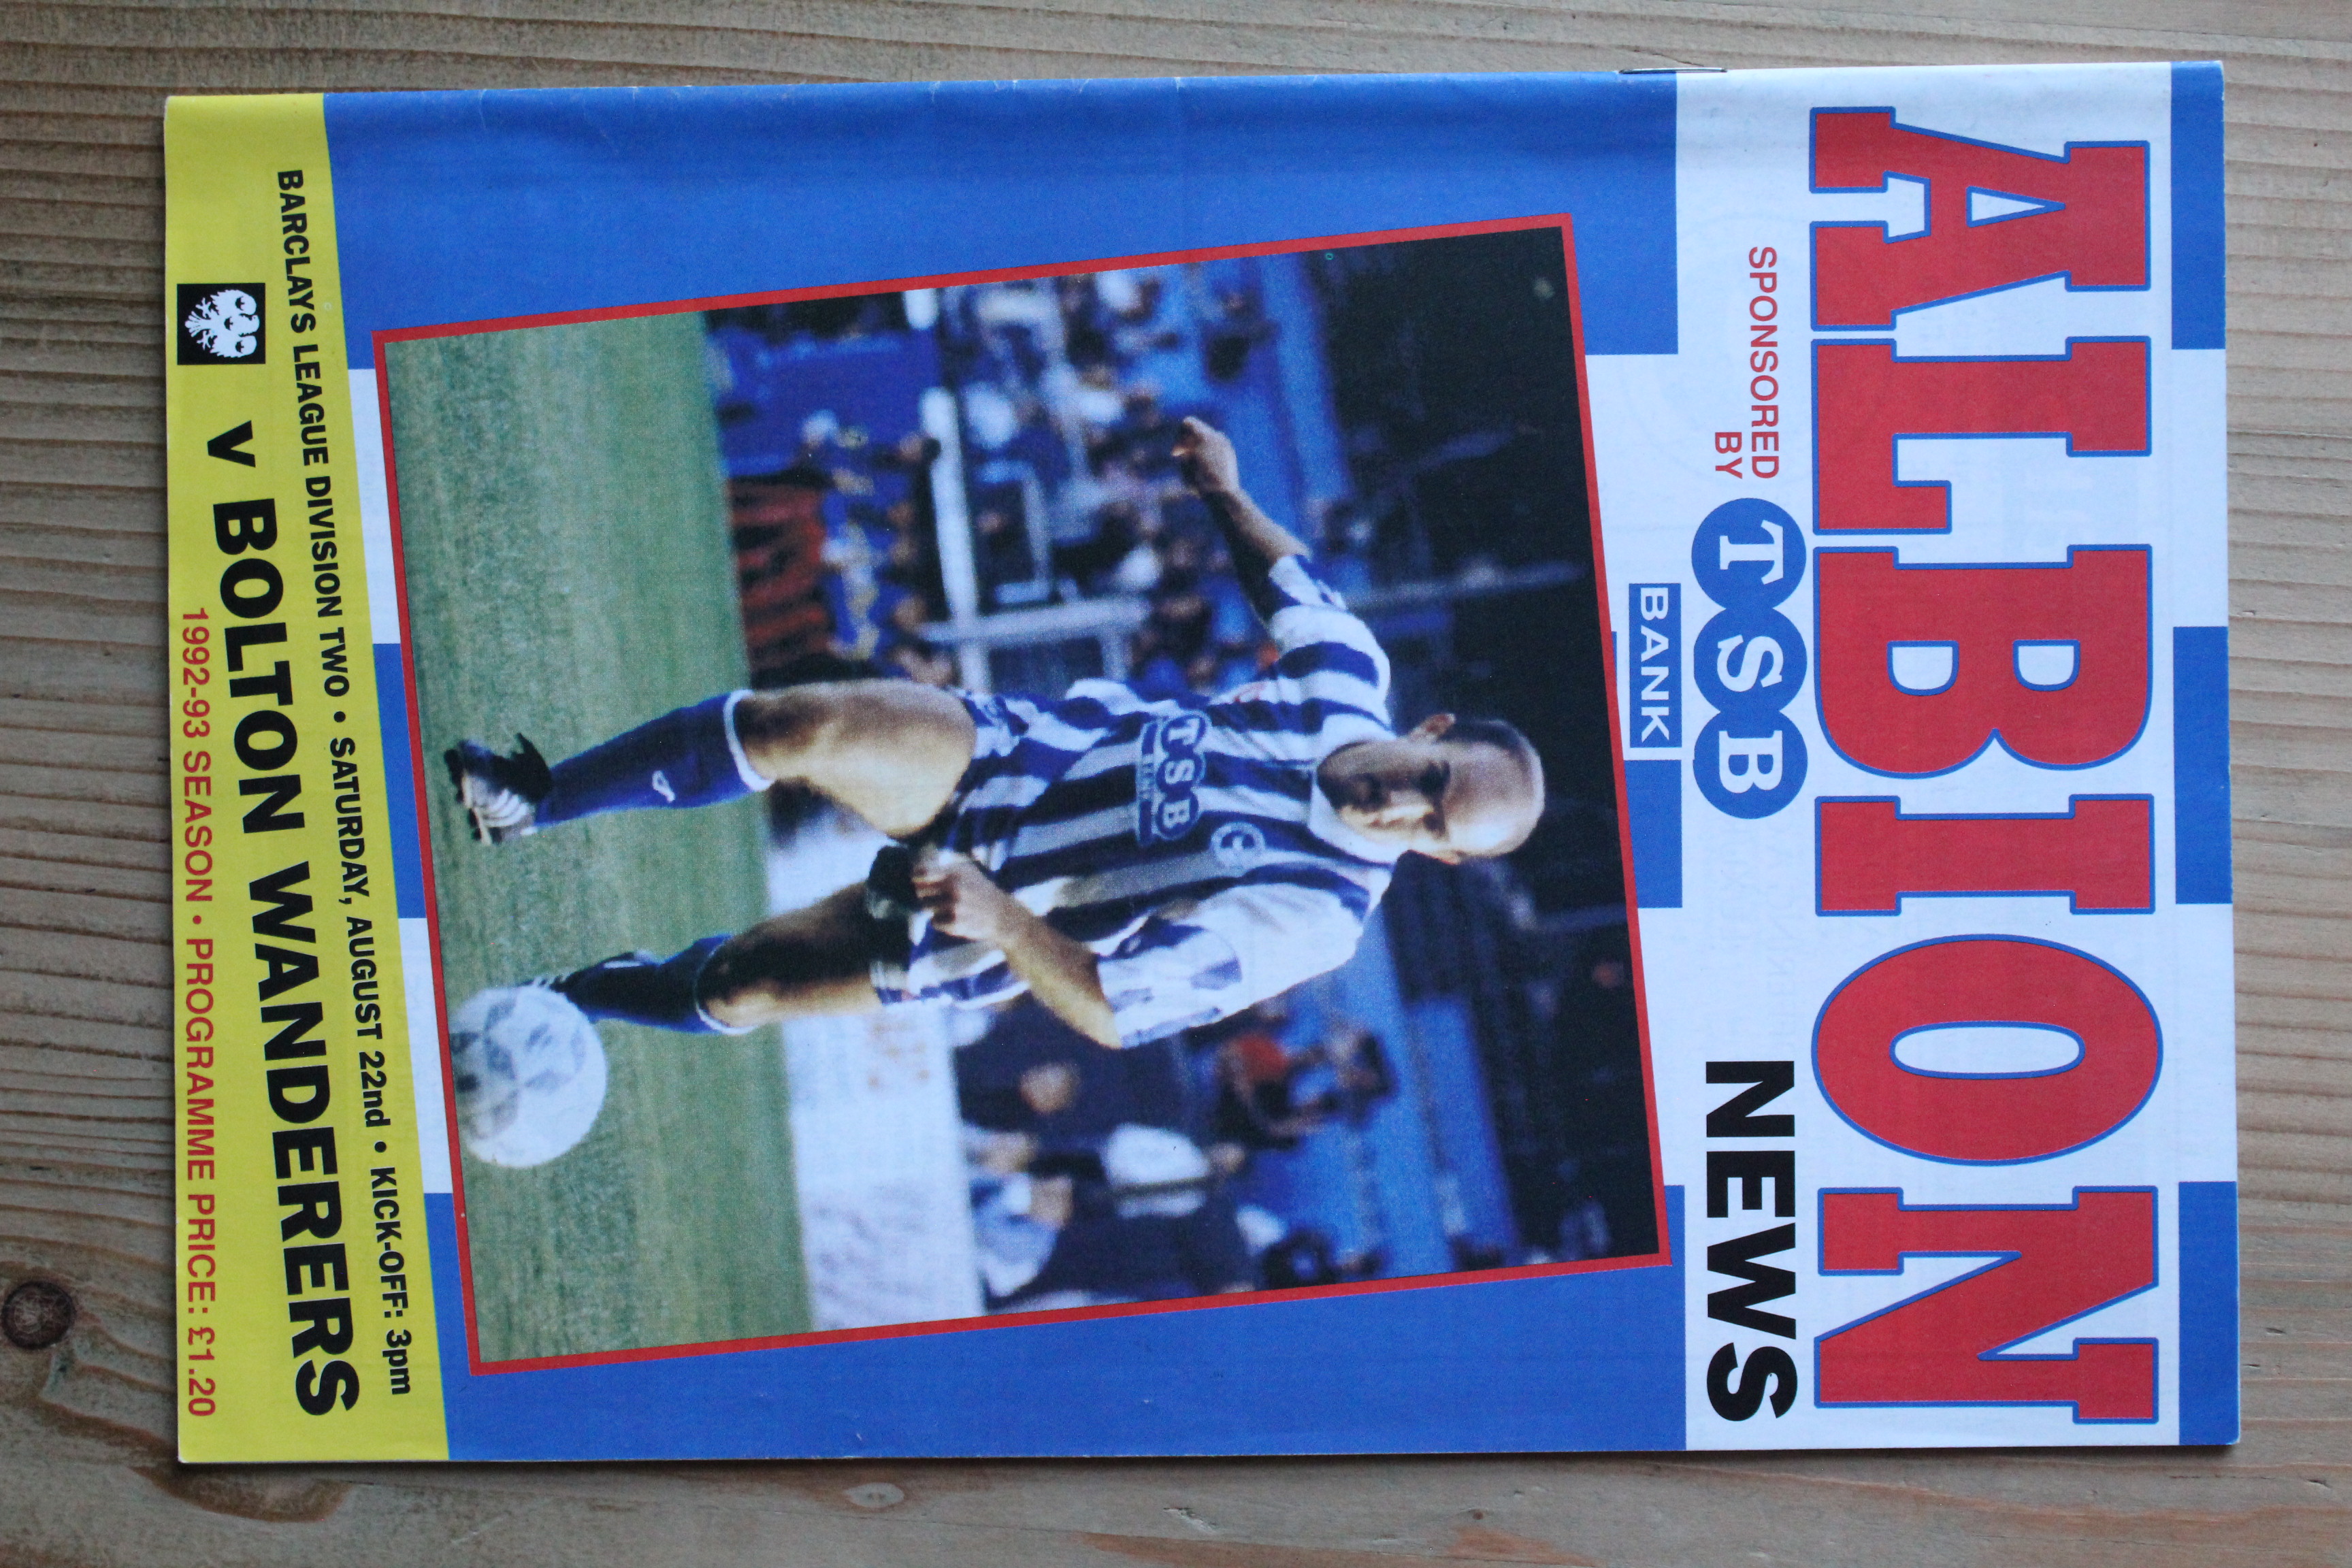 ALBION
SPONSORED
BY
TSB
BANK
NEWS
TSB
BANK
BARCLAYS LEAGUE DIVISION TWO • SATURDAY, AUGUST 22nd • KICK-OFF: 3pm
V BOLTON WANDERERS
1992-93 SEASON • PROGRAMME PRICE: £1.20